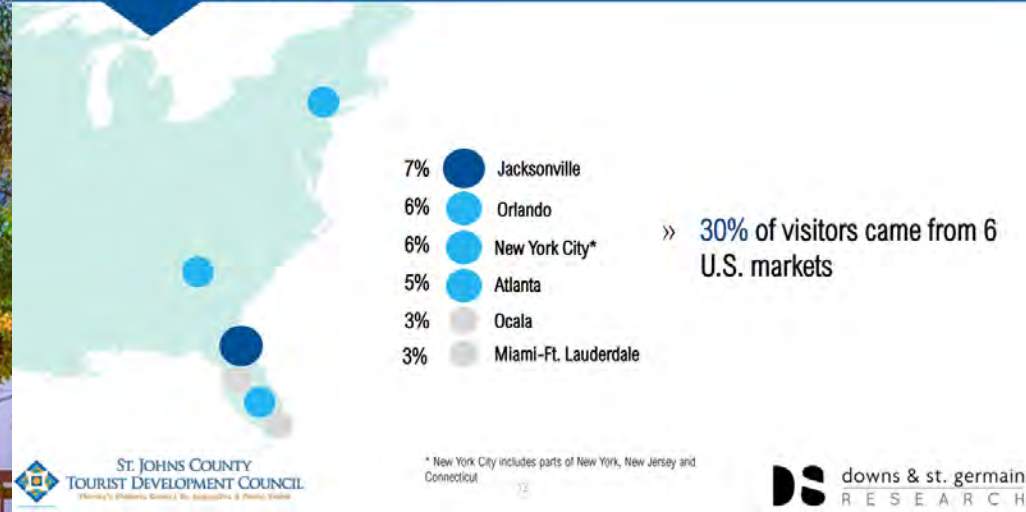 7% Jacksonville
6% Orlando
6% New York City*
5% Atlanta
3% Ocala
3% Miami-Ft. Lauderdale
» 30% of visitors came from 6
U.S. markets
ST. JOHNS COUNTY
TOURIST DEVELOPMENT COUNCIL
* New York City includes parts of New York, New Jersey and
Connecticut
downs & st. germain
RESEARCH